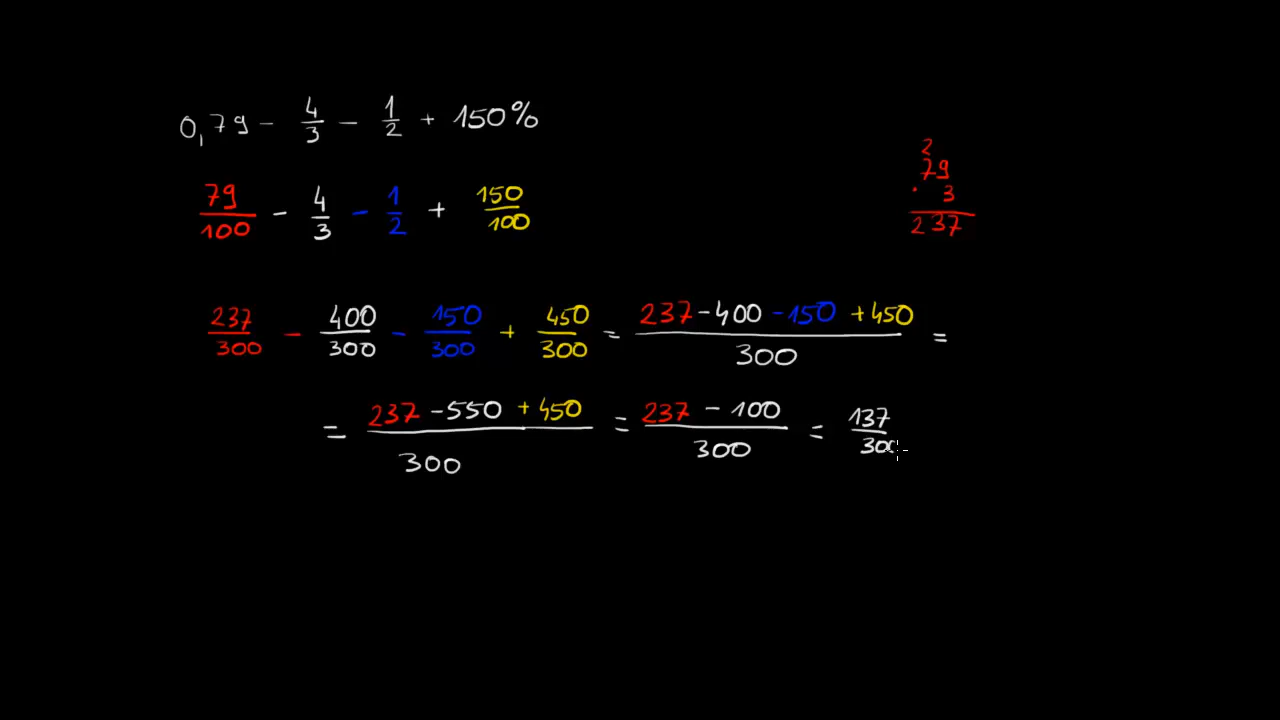 0,79 - 4/3 - 1/2 + 150%
79/100 - 4/3 - 1/2 + 150/100
2
79
· 3
237
237/300 - 400/300 - 150/300 + 450/300 = (237 - 400 - 150 + 450)/300 =
= (237 - 550 + 450)/300 = (237 - 100)/300 = 137/300